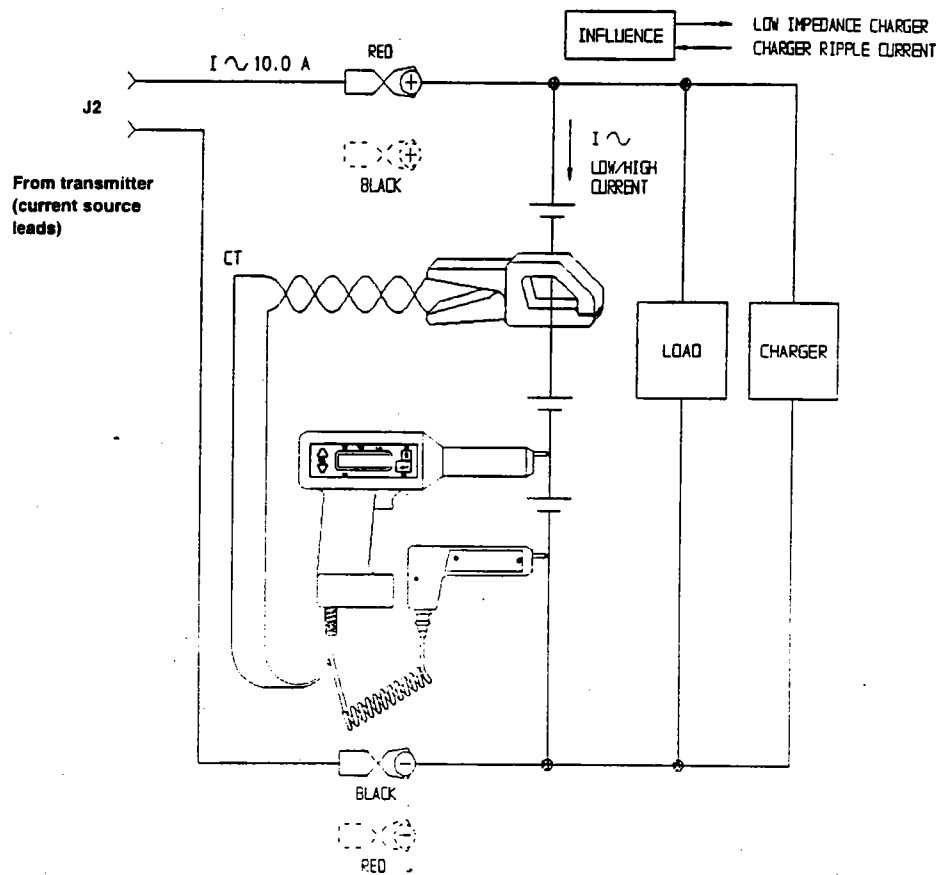 INFLUENCE
LOW IMPEDANCE CHARGER
CHARGER RIPPLE CURRENT
I ∿ 10.0 A
RED
+
J2
BLACK
+
I ∿
LOW/HIGH
CURRENT
From transmitter
(current source
leads)
CT
LOAD
CHARGER
BLACK
−
RED
−